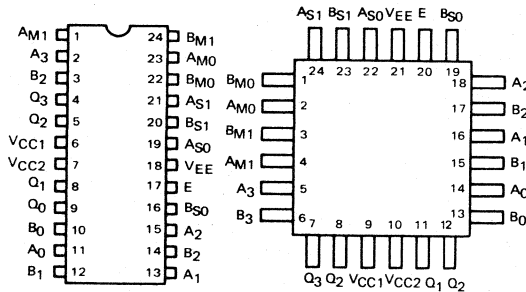 AM1 1 24 BM1
A3 2 23 AM0
B2 3 22 BM0
Q3 4 21 AS1
Q2 5 20 BS1
VCC1 6 19 AS0
VCC2 7 18 VEE
Q1 8 17 E
Q0 9 16 BS0
B0 10 15 A2
A0 11 14 B2
B1 12 13 A1
AS1 BS1 AS0 VEE E BS0
24 23 22 21 20 19
BM0 1 18 A2
AM0 2 17 B2
BM1 3 16 A1
AM1 4 15 B1
A3 5 14 A0
B3 6 13 B0
7 8 9 10 11 12
Q3 Q2 VCC1 VCC2 Q1 Q2